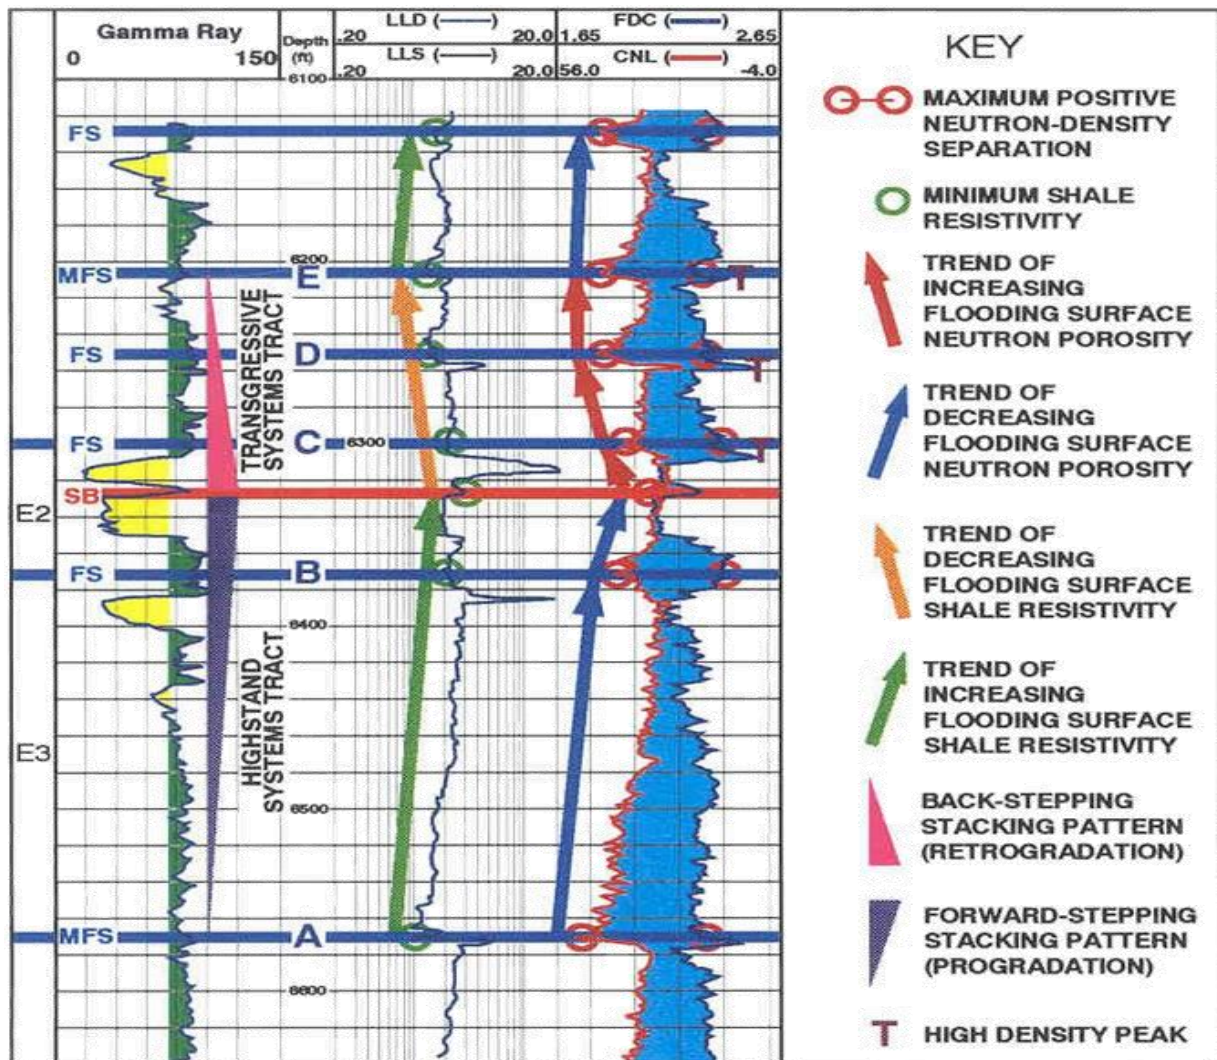 Gamma Ray
0 150
Depth
(ft)
LLD (——)
.20 20.0
LLS (——)
.20 20.0
FDC (——)
1.65 2.65
CNL (——)
56.0 -4.0
6100
FS
6200
MFS E
T
FS D
T
TRANSGRESSIVE
SYSTEMS TRACT
FS C 6300
T
SB
E2
FS B
6400
HIGHSTAND
SYSTEMS TRACT
E3
6500
MFS A
6600
KEY
MAXIMUM POSITIVE
NEUTRON-DENSITY
SEPARATION
MINIMUM SHALE
RESISTIVITY
TREND OF
INCREASING
FLOODING SURFACE
NEUTRON POROSITY
TREND OF
DECREASING
FLOODING SURFACE
NEUTRON POROSITY
TREND OF
DECREASING
FLOODING SURFACE
SHALE RESISTIVITY
TREND OF
INCREASING
FLOODING SURFACE
SHALE RESISTIVITY
BACK-STEPPING
STACKING PATTERN
(RETROGRADATION)
FORWARD-STEPPING
STACKING PATTERN
(PROGRADATION)
T HIGH DENSITY PEAK